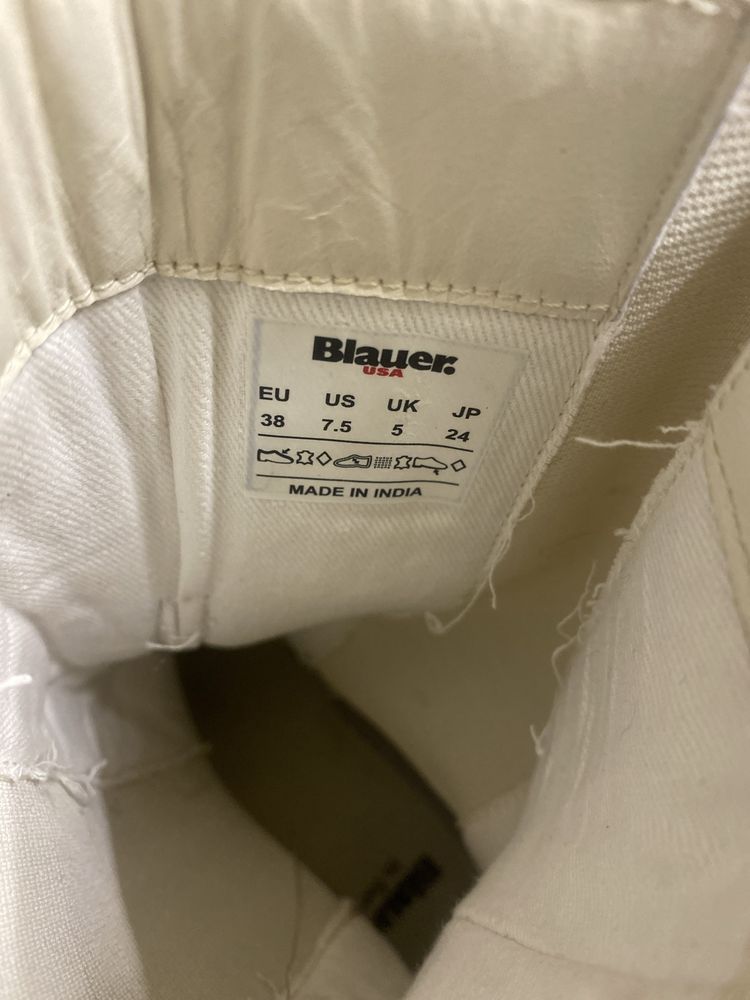 Blauer.
USA
EU US UK JP
38 7.5 5 24
MADE IN INDIA